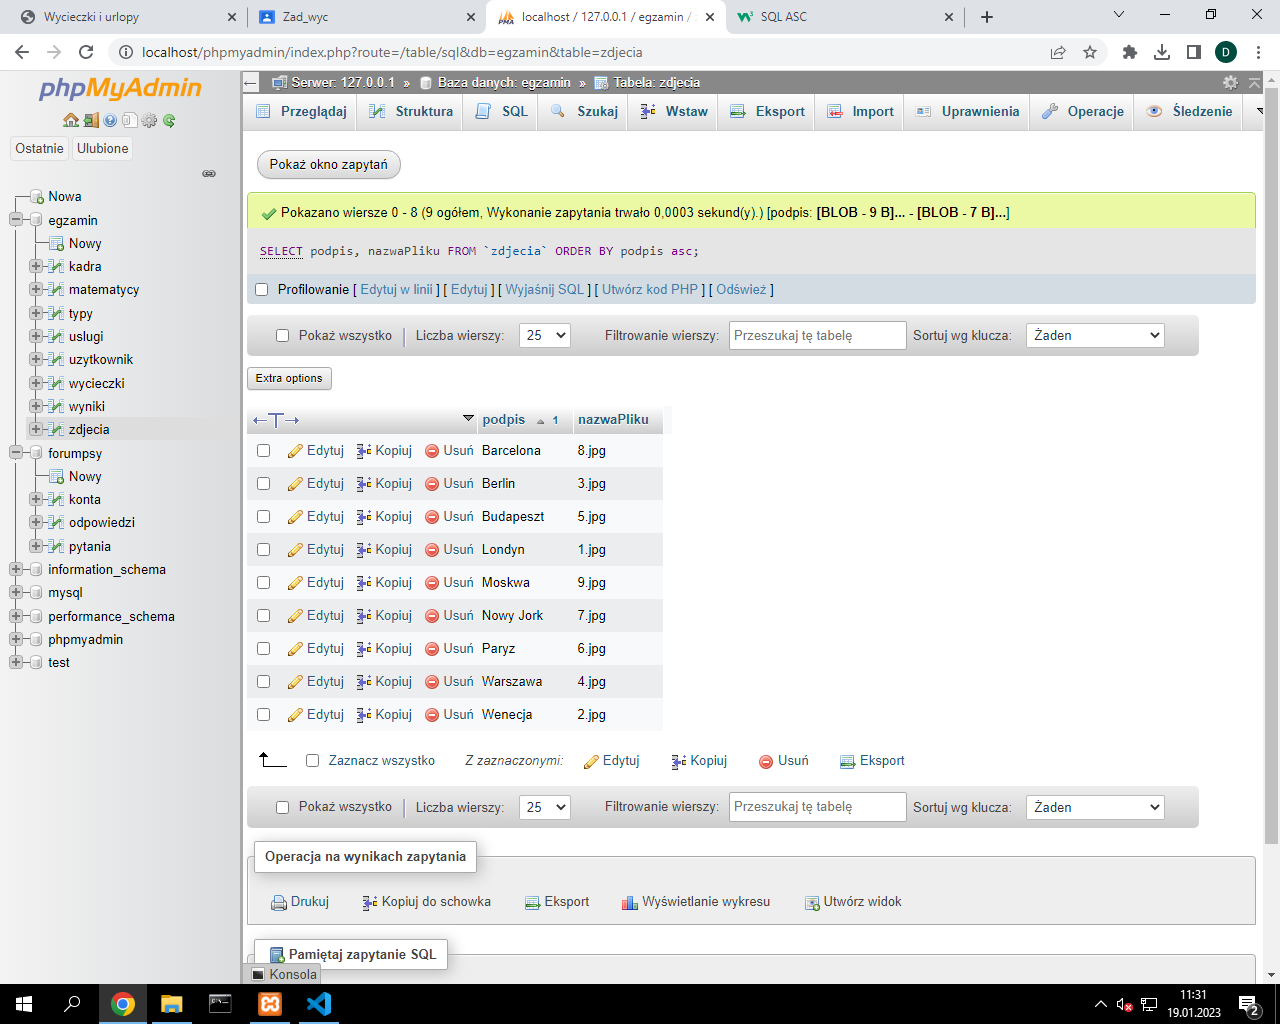 Wycieczki i urlopy
Zad_wyc
localhost / 127.0.0.1 / egzamin /
SQL ASC
localhost/phpmyadmin/index.php?route=/table/sql&db=egzamin&table=zdjecia
D
phpMyAdmin
Ostatnie
Ulubione
Nowa
egzamin
Nowy
kadra
matematycy
typy
uslugi
uzytkownik
wycieczki
wyniki
zdjecia
forumpsy
Nowy
konta
odpowiedzi
pytania
information_schema
mysql
performance_schema
phpmyadmin
test
Serwer: 127.0.0.1 » Baza danych: egzamin » Tabela: zdjecia
Przeglądaj Struktura SQL Szukaj Wstaw Eksport Import Uprawnienia Operacje Śledzenie
Pokaż okno zapytań
Pokazano wiersze 0 - 8 (9 ogółem, Wykonanie zapytania trwało 0,0003 sekund(y).) [podpis: [BLOB - 9 B]... - [BLOB - 7 B]...]
SELECT podpis, nazwaPliku FROM `zdjecia` ORDER BY podpis asc;
Profilowanie [ Edytuj w linii ] [ Edytuj ] [ Wyjaśnij SQL ] [ Utwórz kod PHP ] [ Odśwież ]
Pokaż wszystko Liczba wierszy: 25 Filtrowanie wierszy: Przeszukaj tę tabelę Sortuj wg klucza: Żaden
Extra options
podpis 1 nazwaPliku
Edytuj Kopiuj Usuń Barcelona 8.jpg
Edytuj Kopiuj Usuń Berlin 3.jpg
Edytuj Kopiuj Usuń Budapeszt 5.jpg
Edytuj Kopiuj Usuń Londyn 1.jpg
Edytuj Kopiuj Usuń Moskwa 9.jpg
Edytuj Kopiuj Usuń Nowy Jork 7.jpg
Edytuj Kopiuj Usuń Paryz 6.jpg
Edytuj Kopiuj Usuń Warszawa 4.jpg
Edytuj Kopiuj Usuń Wenecja 2.jpg
Zaznacz wszystko Z zaznaczonymi: Edytuj Kopiuj Usuń Eksport
Pokaż wszystko Liczba wierszy: 25 Filtrowanie wierszy: Przeszukaj tę tabelę Sortuj wg klucza: Żaden
Operacja na wynikach zapytania
Drukuj Kopiuj do schowka Eksport Wyświetlanie wykresu Utwórz widok
Pamiętaj zapytanie SQL
Konsola
11:31
19.01.2023
2